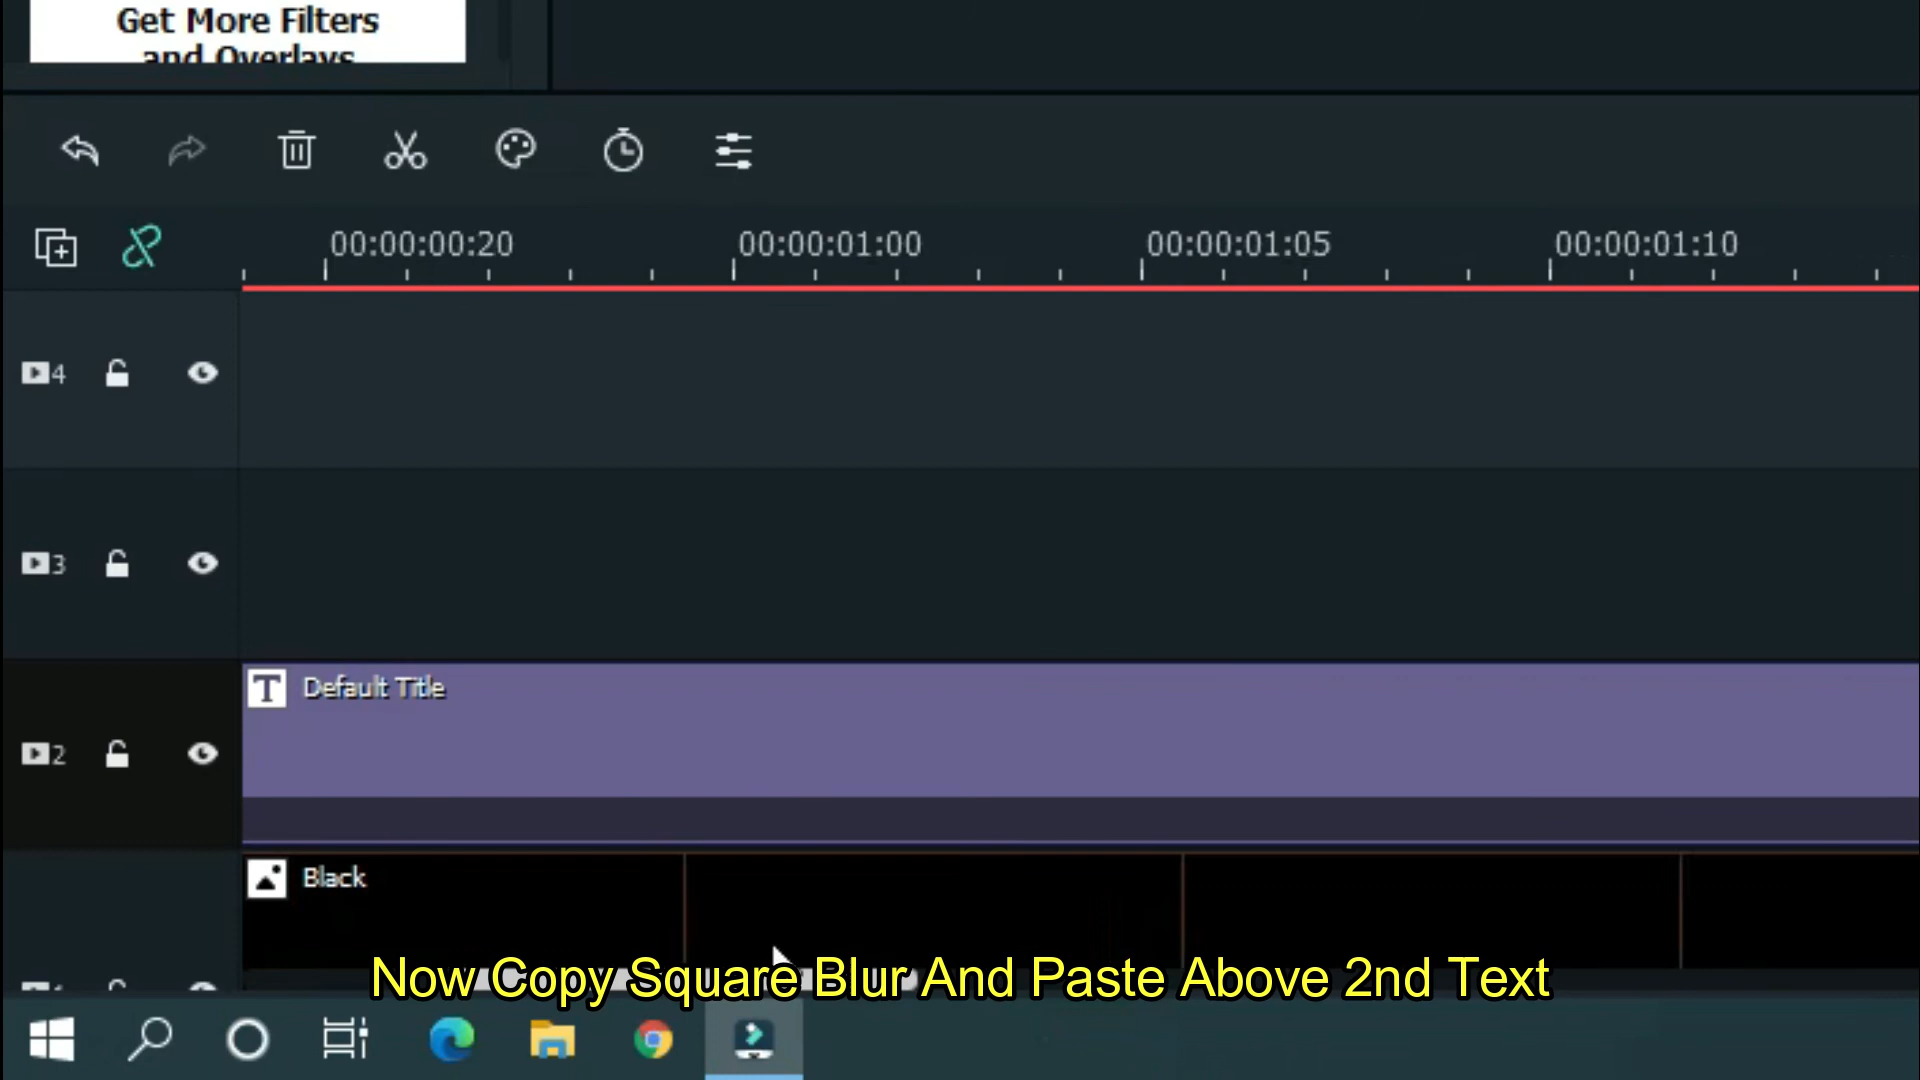 Get More Filters
and Overlays
00:00:00:20 00:00:01:00 00:00:01:05 00:00:01:10
4
3
T Default Title
2
Black
Now Copy Square Blur And Paste Above 2nd Text